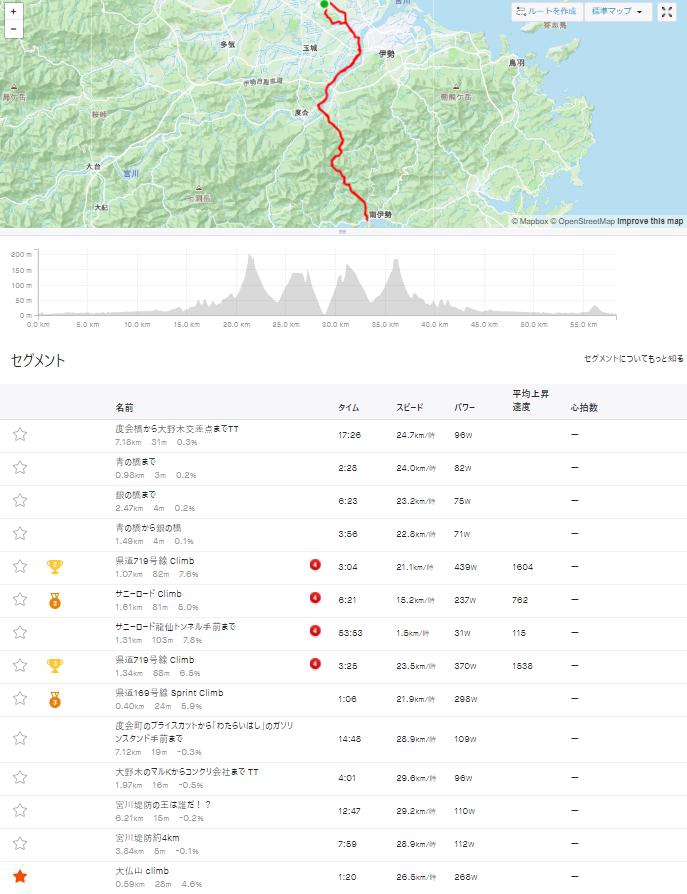 +
宮川
ルートを作成
標準マップ
−
多気
玉城
伊勢
鳥羽
度会
大台
宮川
大紀
南伊勢
© Mapbox © OpenStreetMap Improve this map
200 m
150 m
100 m
50 m
0 m
0.0 km 5.0 km 10.0 km 15.0 km 20.0 km 25.0 km 30.0 km 35.0 km 40.0 km 45.0 km 50.0 km 55.0 km
セグメント
セグメントについてもっと知る
名前 タイム スピード パワー 平均上昇速度 心拍数
度会橋から大野木交差点までTT
7.18km 31m 0.3%
17:26 24.7km/時 96W —
青の橋まで
0.98km 3m 0.2%
2:28 24.0km/時 82W —
銀の橋まで
2.47km 4m 0.2%
6:23 23.2km/時 75W —
青の橋から銀の橋
1.49km 4m 0.1%
3:56 22.8km/時 71W —
県道719号線 Climb
1.07km 82m 7.6%
4 3:04 21.1km/時 439W 1604 —
サニーロード Climb
1.61km 81m 5.0%
4 6:21 15.2km/時 237W 762 —
サニーロード龍仙トンネル手前まで
1.31km 103m 7.8%
4 53:53 1.5km/時 31W 115 —
県道719号線 Climb
1.34km 88m 6.5%
4 3:25 23.5km/時 370W 1538 —
県道169号線 Sprint Climb
0.40km 24m 5.9%
1:06 21.9km/時 298W —
度会町のプライスカットから「わたらいはし」のガソリ
ンスタンド手前まで
7.12km 19m -0.3%
14:48 28.9km/時 109W —
大野木のマルKからコンクリ会社まで TT
1.97km 16m -0.5%
4:01 29.6km/時 96W —
宮川堤防の王は誰だ！？
6.21km 15m -0.2%
12:47 29.2km/時 110W —
宮川堤防約4km
3.84km 5m -0.1%
7:59 28.9km/時 112W —
大仏山 climb
0.59km 28m 4.6%
1:20 26.5km/時 268W —